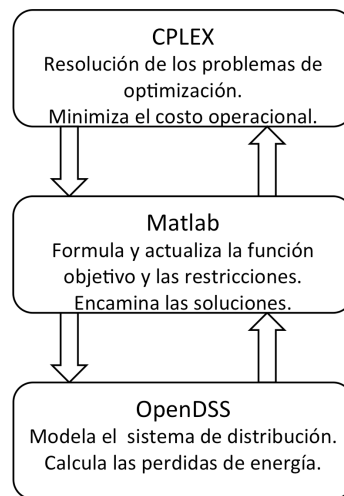 CPLEX
Resolución de los problemas de
optimización.
Minimiza el costo operacional.
Matlab
Formula y actualiza la función
objetivo y las restricciones.
Encamina las soluciones.
OpenDSS
Modela el sistema de distribución.
Calcula las perdidas de energía.